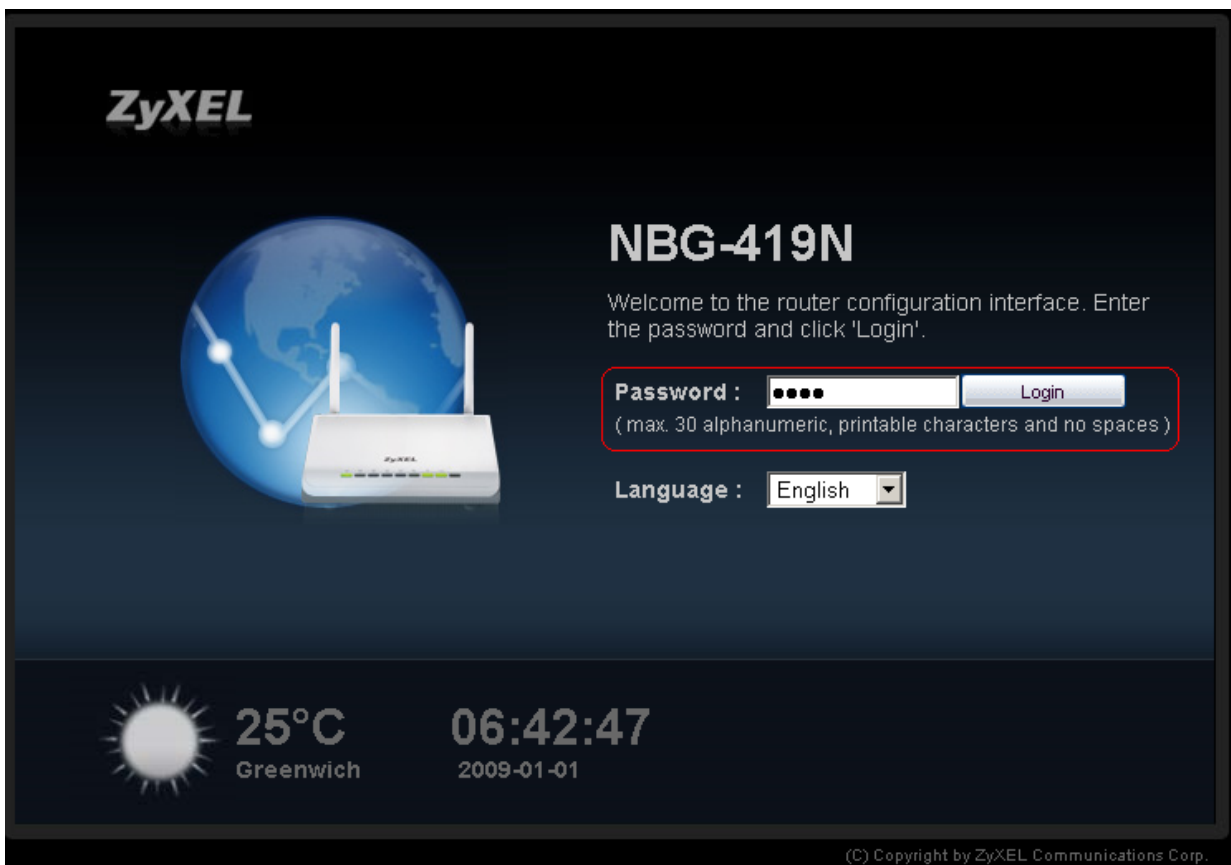 ZyXEL
NBG-419N
Welcome to the router configuration interface. Enter
the password and click 'Login'.
Password : •••• Login
( max. 30 alphanumeric, printable characters and no spaces )
ZyXEL
Language : English
25°C
Greenwich
06:42:47
2009-01-01
(C) Copyright by ZyXEL Communications Corp.